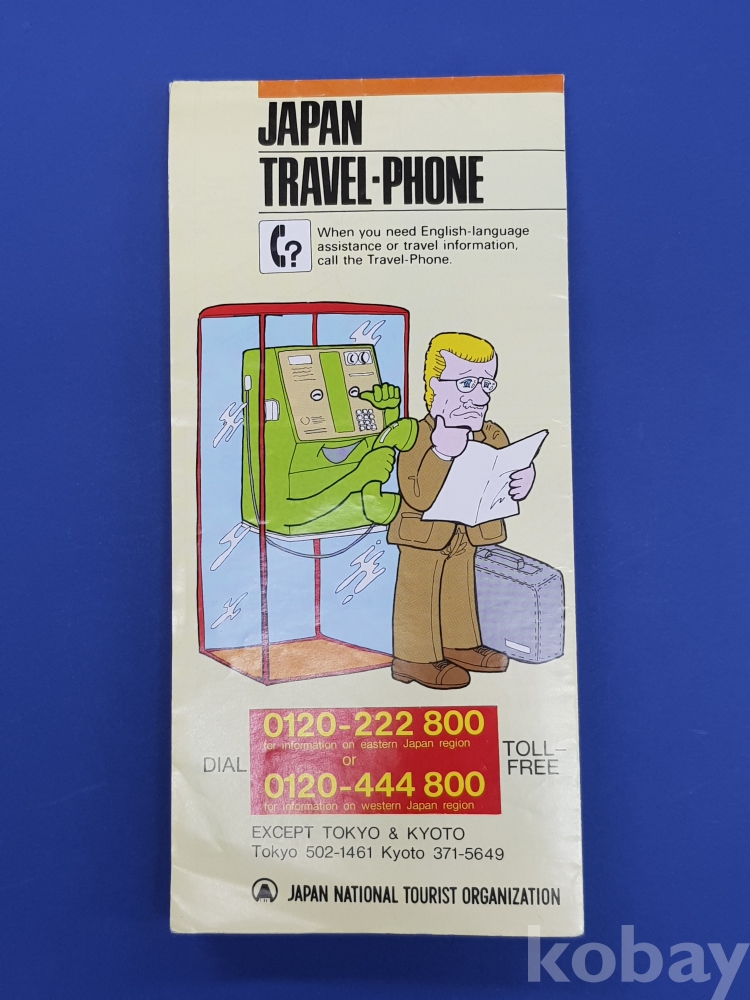 JAPAN
TRAVEL-PHONE
?
When you need English-language
assistance or travel information,
call the Travel-Phone.
DIAL
0120-222 800
for information on eastern Japan region
or
0120-444 800
for information on western Japan region
TOLL-
FREE
EXCEPT TOKYO & KYOTO
Tokyo 502-1461 Kyoto 371-5649
JAPAN NATIONAL TOURIST ORGANIZATION
kobay